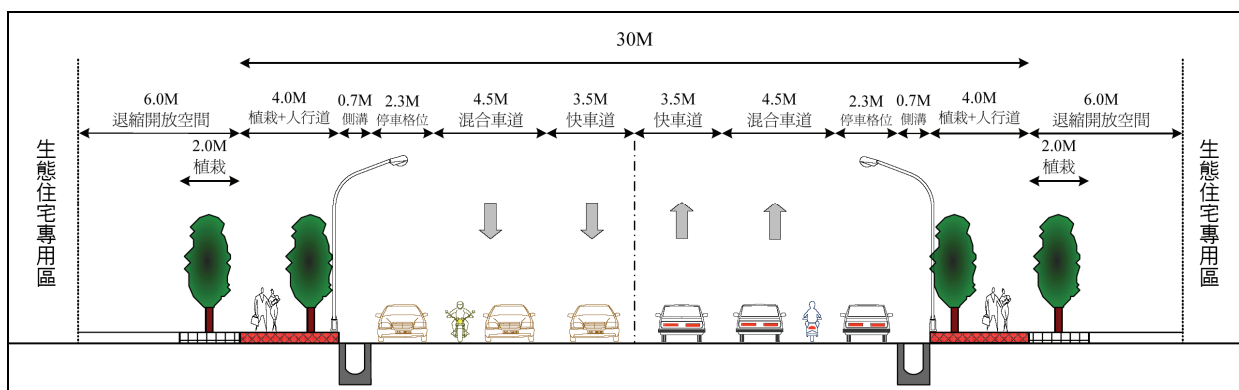 30M
6.0M
退縮開放空間
4.0M
植栽+人行道
0.7M
側溝
2.3M
停車格位
4.5M
混合車道
3.5M
快車道
3.5M
快車道
4.5M
混合車道
2.3M
停車格位
0.7M
側溝
4.0M
植栽+人行道
6.0M
退縮開放空間
2.0M
植栽
2.0M
植栽
生態住宅專用區
生態住宅專用區